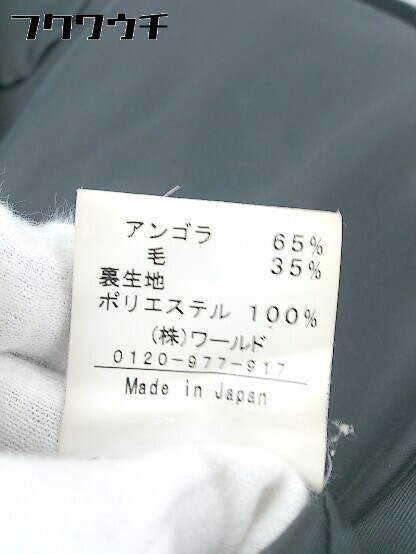 フクワウチ
アンゴラ 65%
毛 35%
裏生地
ポリエステル 100%
(株)ワールド
0120-977-917
Made in Japan